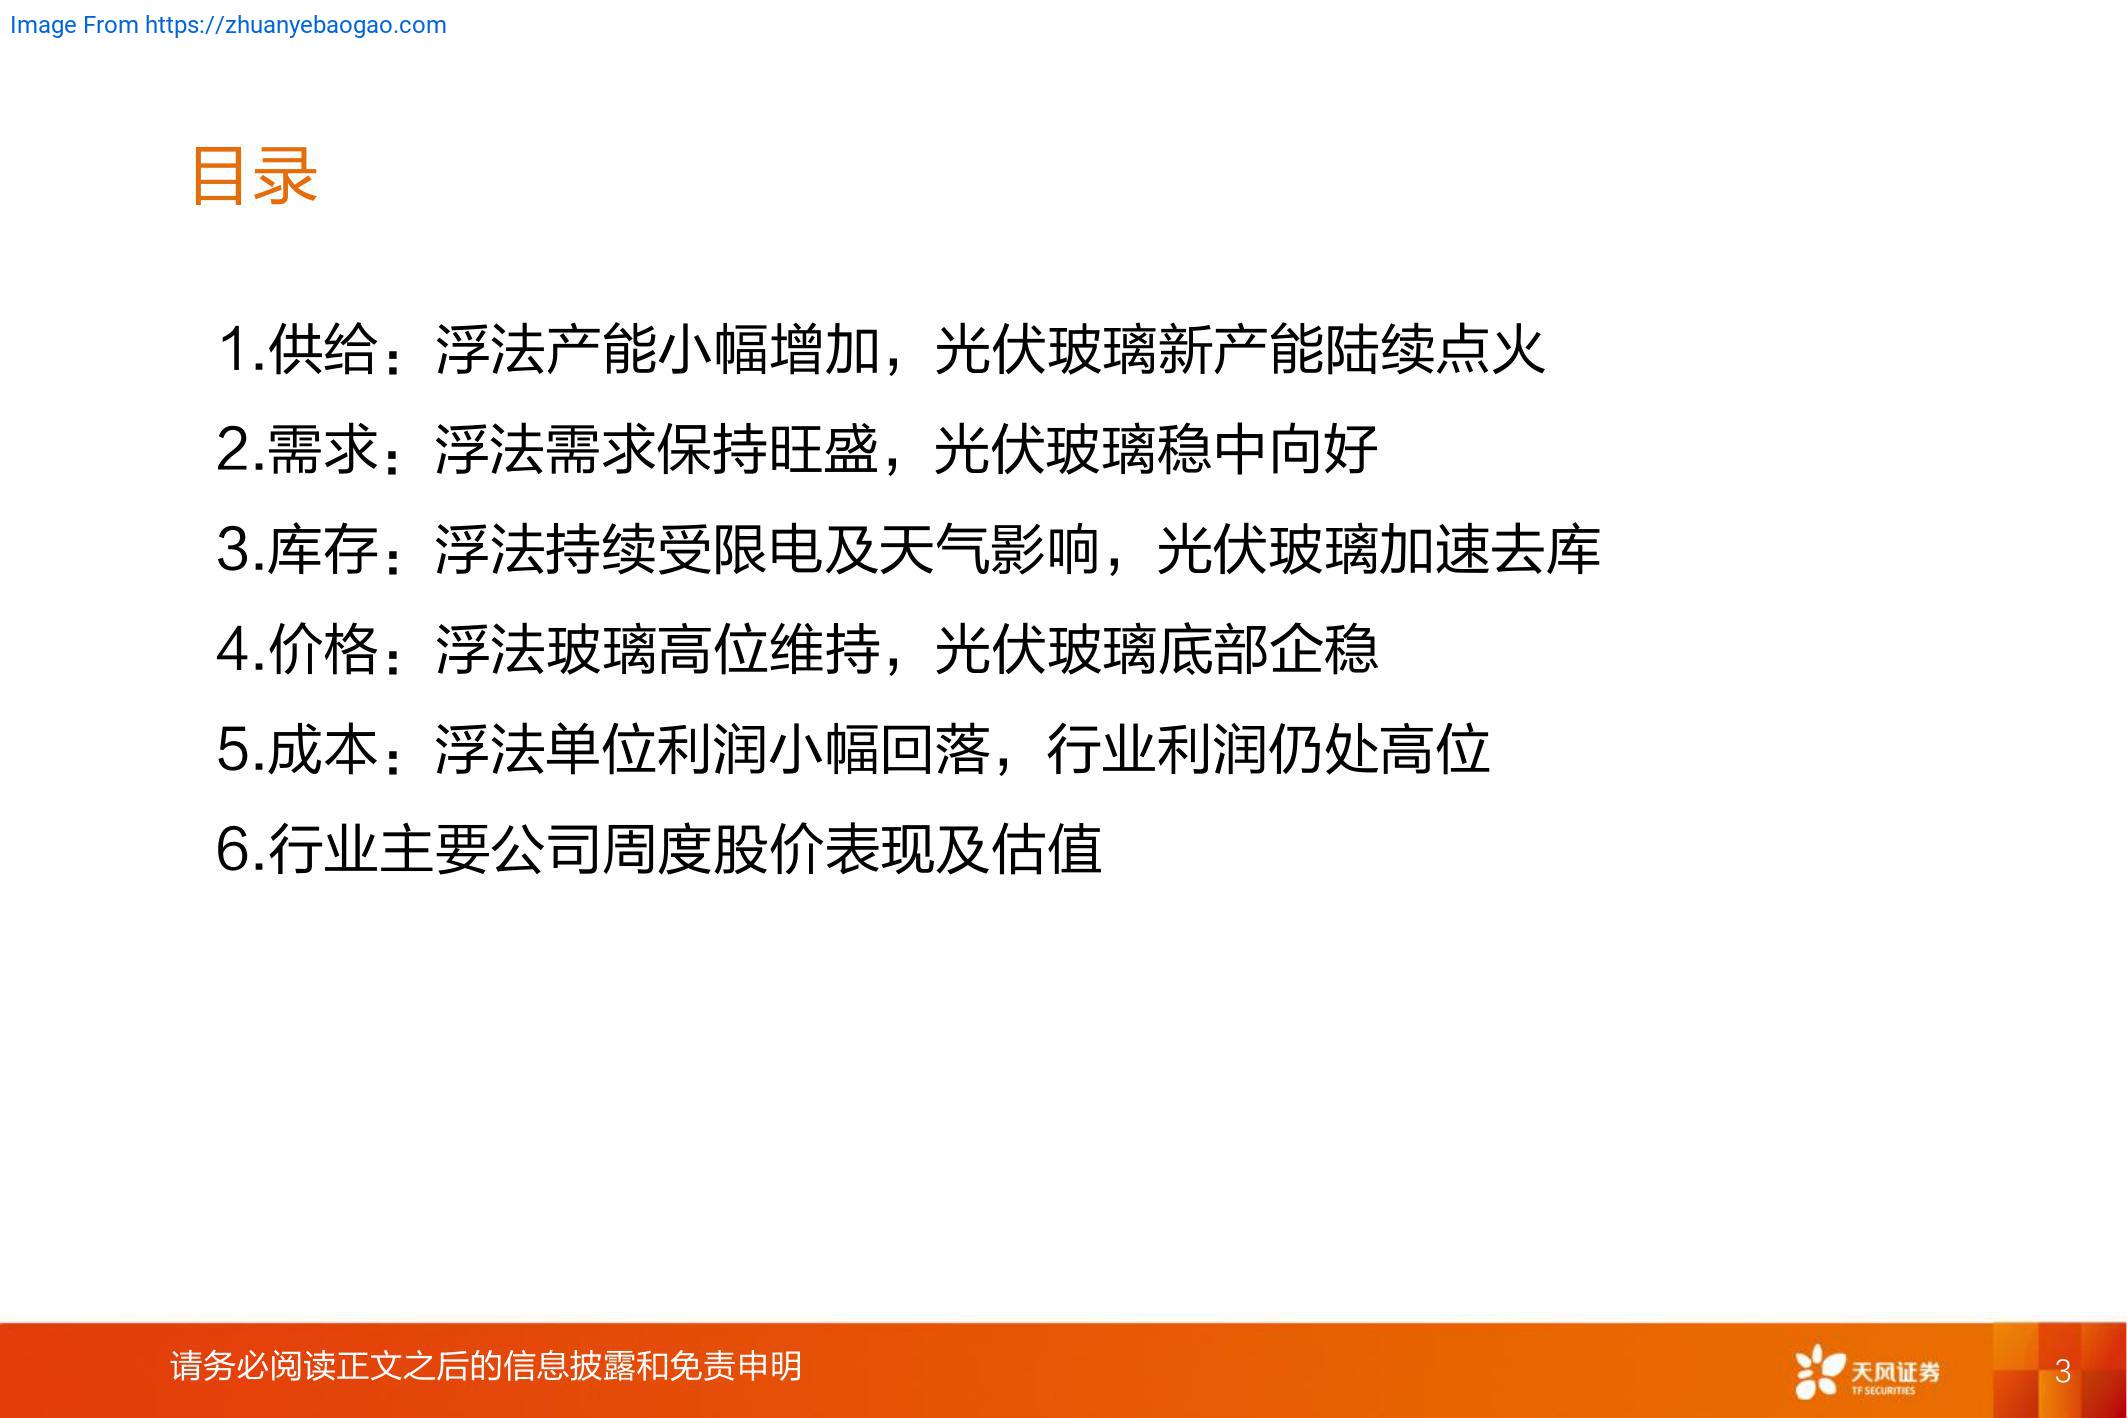 Image From https://zhuanyebaogao.com
目录
1.供给：浮法产能小幅增加，光伏玻璃新产能陆续点火
2.需求：浮法需求保持旺盛，光伏玻璃稳中向好
3.库存：浮法持续受限电及天气影响，光伏玻璃加速去库
4.价格：浮法玻璃高位维持，光伏玻璃底部企稳
5.成本：浮法单位利润小幅回落，行业利润仍处高位
6.行业主要公司周度股价表现及估值
请务必阅读正文之后的信息披露和免责申明
天风证券
TF SECURITIES
3